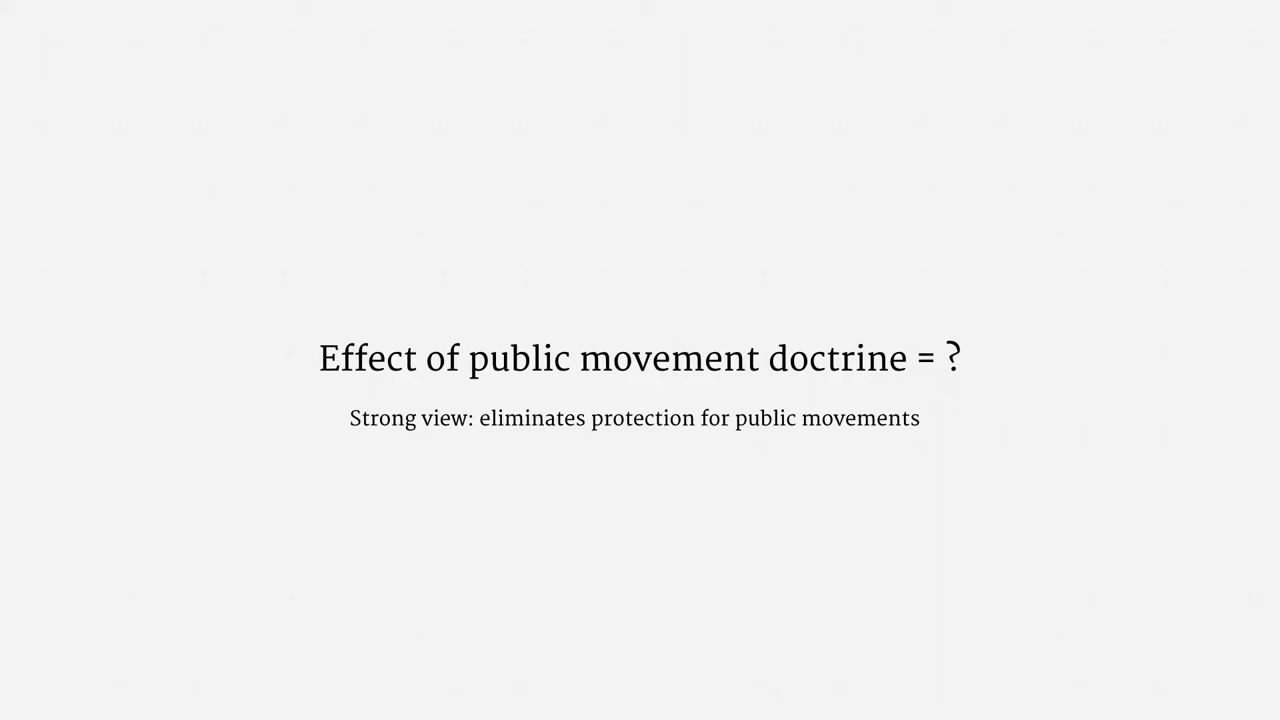 Effect of public movement doctrine = ?
Strong view: eliminates protection for public movements